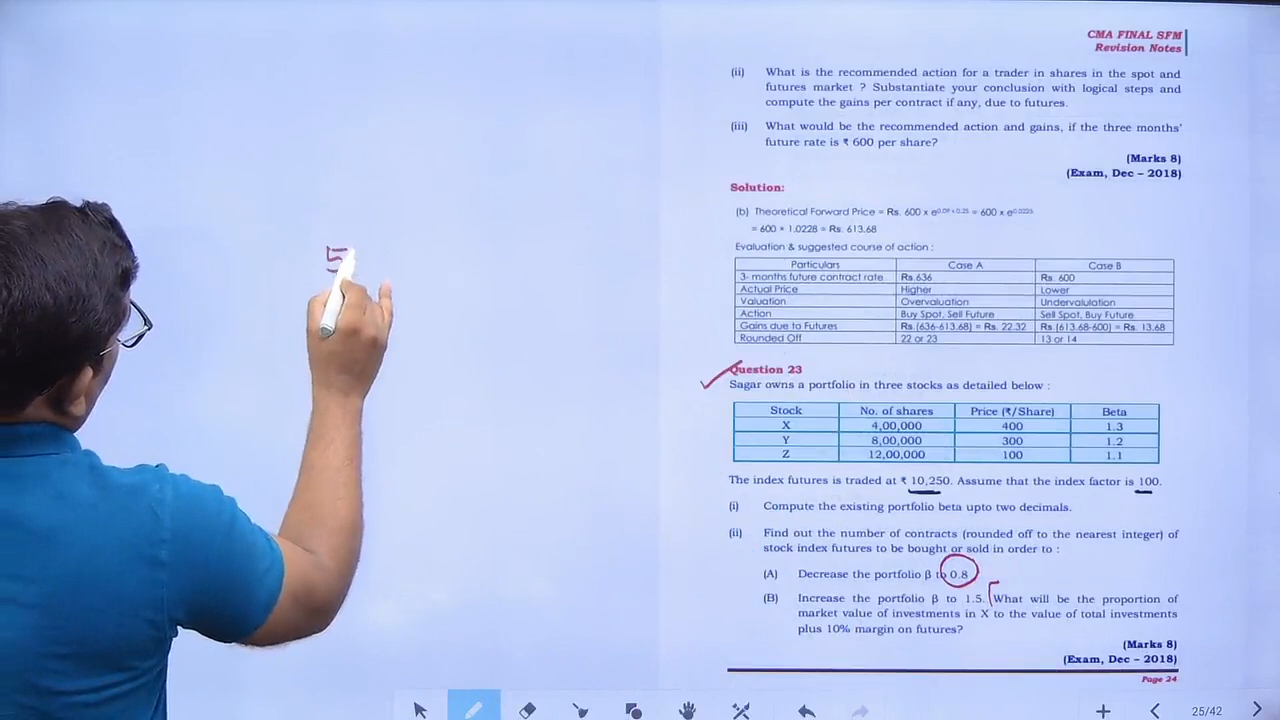 CMA FINAL SFM
Revision Notes
(ii) What is the recommended action for a trader in shares in the spot and
futures market ? Substantiate your conclusion with logical steps and
compute the gains per contract if any, due to futures.
(iii) What would be the recommended action and gains, if the three months'
future rate is ₹ 600 per share?
(Marks 8)
(Exam, Dec – 2018)
Solution:
(b) Theoretical Forward Price = Rs. 600 x e^0.09 x 0.25 = 600 x e^0.0225
= 600 × 1.0228 = Rs. 613.68
Evaluation & suggested course of action :
Particulars Case A Case B
3- months future contract rate Rs.636 Rs. 600
Actual Price Higher Lower
Valuation Overvaluation Undervalulation
Action Buy Spot, Sell Future Sell Spot, Buy Future
Gains due to Futures Rs.(636-613.68) = Rs. 22.32 Rs.(613.68-600) = Rs. 13.68
Rounded Off 22 or 23 13 or 14
5
Question 23
Sagar owns a portfolio in three stocks as detailed below :
Stock No. of shares Price (₹/Share) Beta
X 4,00,000 400 1.3
Y 8,00,000 300 1.2
Z 12,00,000 100 1.1
The index futures is traded at ₹ 10,250. Assume that the index factor is 100.
(i) Compute the existing portfolio beta upto two decimals.
(ii) Find out the number of contracts (rounded off to the nearest integer) of
stock index futures to be bought or sold in order to :
(A) Decrease the portfolio β to 0.8
(B) Increase the portfolio β to 1.5. What will be the proportion of
market value of investments in X to the value of total investments
plus 10% margin on futures?
(Marks 8)
(Exam, Dec – 2018)
Page 24
25/42